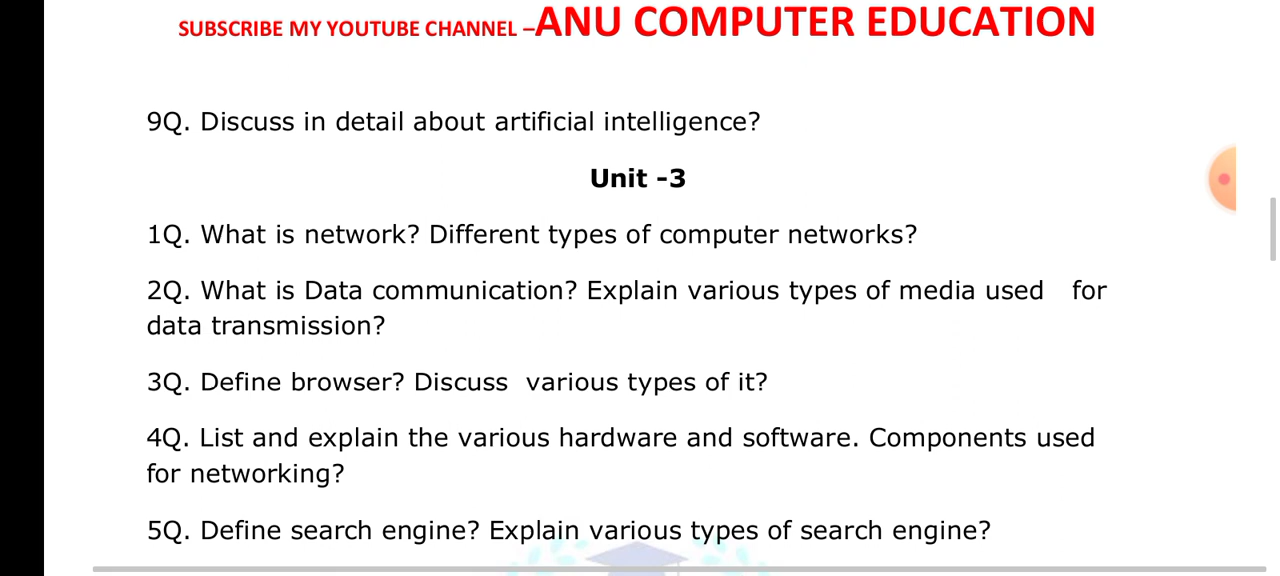 SUBSCRIBE MY YOUTUBE CHANNEL –ANU COMPUTER EDUCATION
9Q. Discuss in detail about artificial intelligence?
Unit -3
1Q. What is network? Different types of computer networks?
2Q. What is Data communication? Explain various types of media used for
data transmission?
3Q. Define browser? Discuss various types of it?
4Q. List and explain the various hardware and software. Components used
for networking?
5Q. Define search engine? Explain various types of search engine?